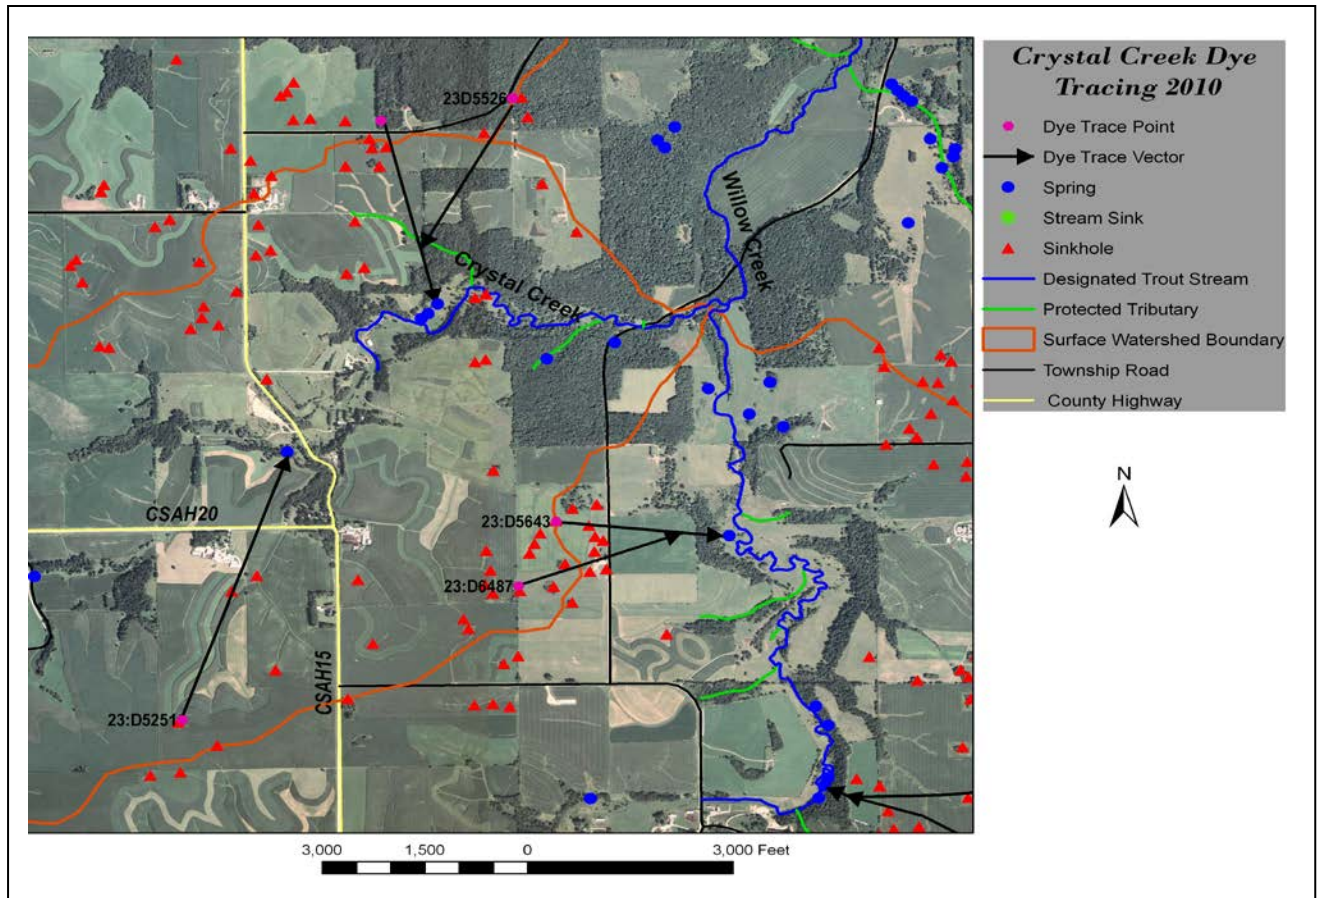 Crystal Creek Dye
Tracing 2010
Dye Trace Point
Dye Trace Vector
Spring
Stream Sink
Sinkhole
Designated Trout Stream
Protected Tributary
Surface Watershed Boundary
Township Road
County Highway
N
23D5526
Willow Creek
Crystal Creek
CSAH20
23:D5643
23:D6487
CSAH15
23:D5251
3,000 1,500 0 3,000 Feet